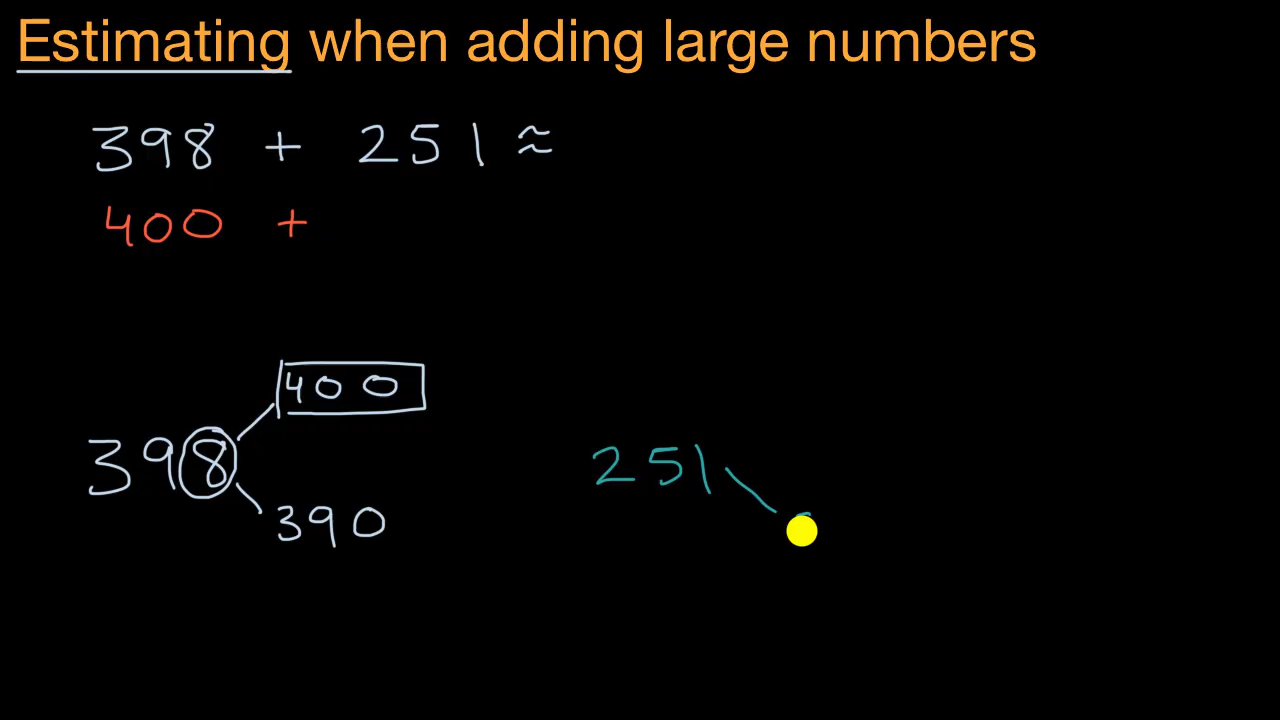 Estimating when adding large numbers
398 + 251 ≈
400 +
400
398
251
390